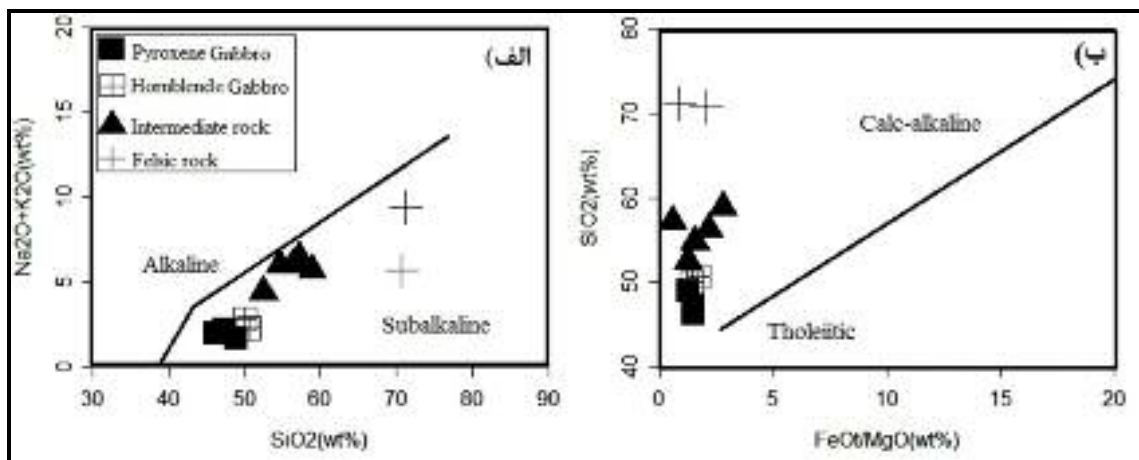 الف)
Pyroxene Gabbro
Hornblende Gabbro
Intermediate rock
Felsic rock
Alkaline
Subalkaline
Na2O+K2O(wt%)
0
5
10
15
20
30
40
50
60
70
80
90
SiO2(wt%)
ب)
Calc-alkaline
Tholeiitic
SiO2(wt%)
40
50
60
70
80
0
5
10
15
20
FeOt/MgO(wt%)